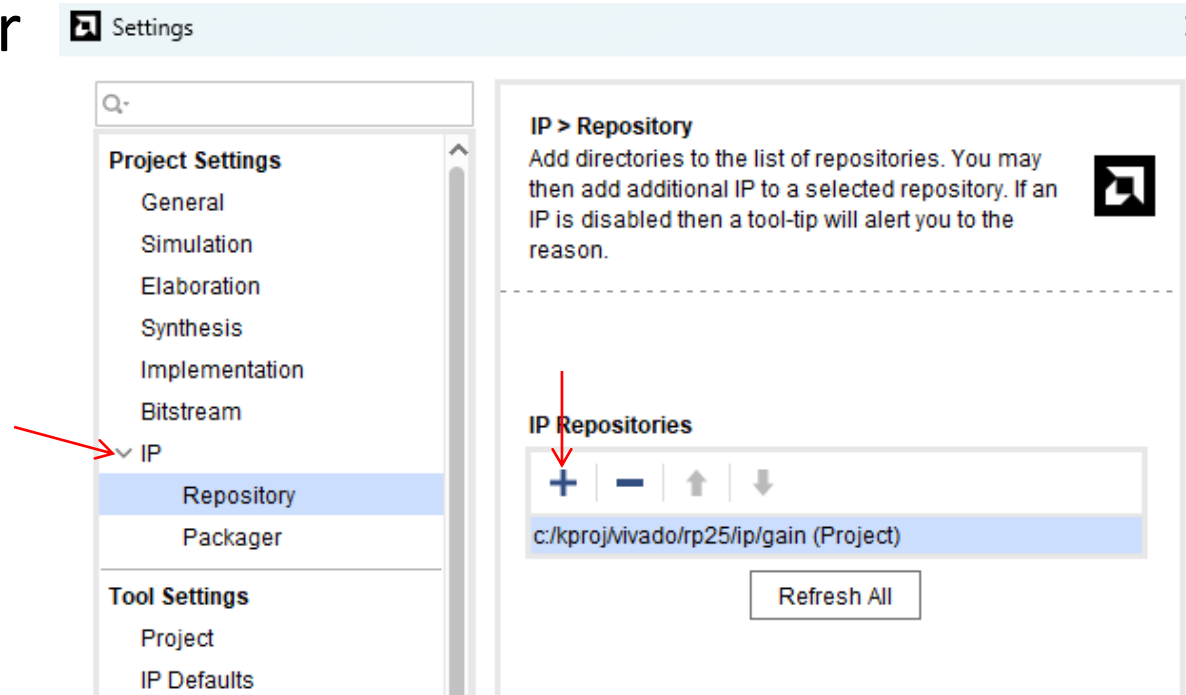 r
Settings
Project Settings
General
Simulation
Elaboration
Synthesis
Implementation
Bitstream
IP
Repository
Packager
Tool Settings
Project
IP Defaults
IP > Repository
Add directories to the list of repositories. You may
then add additional IP to a selected repository. If an
IP is disabled then a tool-tip will alert you to the
reason.
IP Repositories
c:/kproj/vivado/rp25/ip/gain (Project)
Refresh All